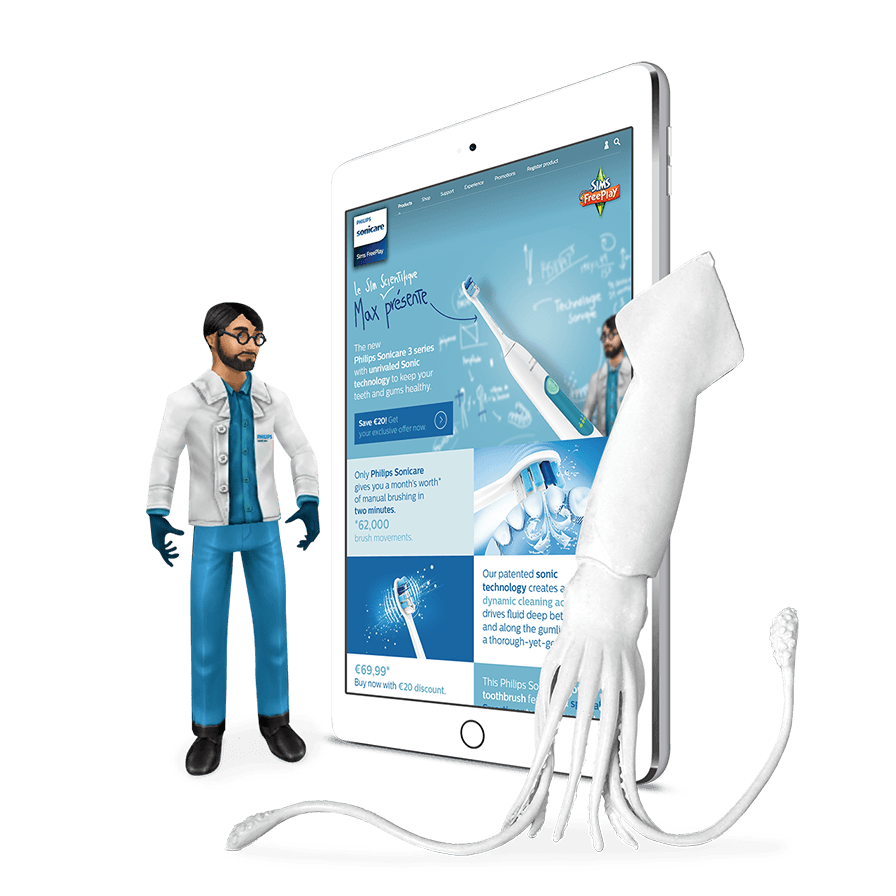 Products Shop Support Experience Promotions Register product
PHILIPS
sonicare
Sims FreePlay
SIMS
FreePlay
Le Sim Scientifique
Max présente
Technologie
Sonique
The new
Philips Sonicare 3 series
with unrivaled Sonic
technology to keep your
teeth and gums healthy.
Save €20! Get
your exclusive offer now.
PHILIPS
Only Philips Sonicare
gives you a month's worth*
of manual brushing in
two minutes.
*62,000
brush movements.
Our patented sonic
technology creates a
dynamic cleaning ac
drives fluid deep bet
and along the gumli
a thorough-yet-ge
€69,99*
Buy now with €20 discount.
This Philips Sonic
toothbrush fe